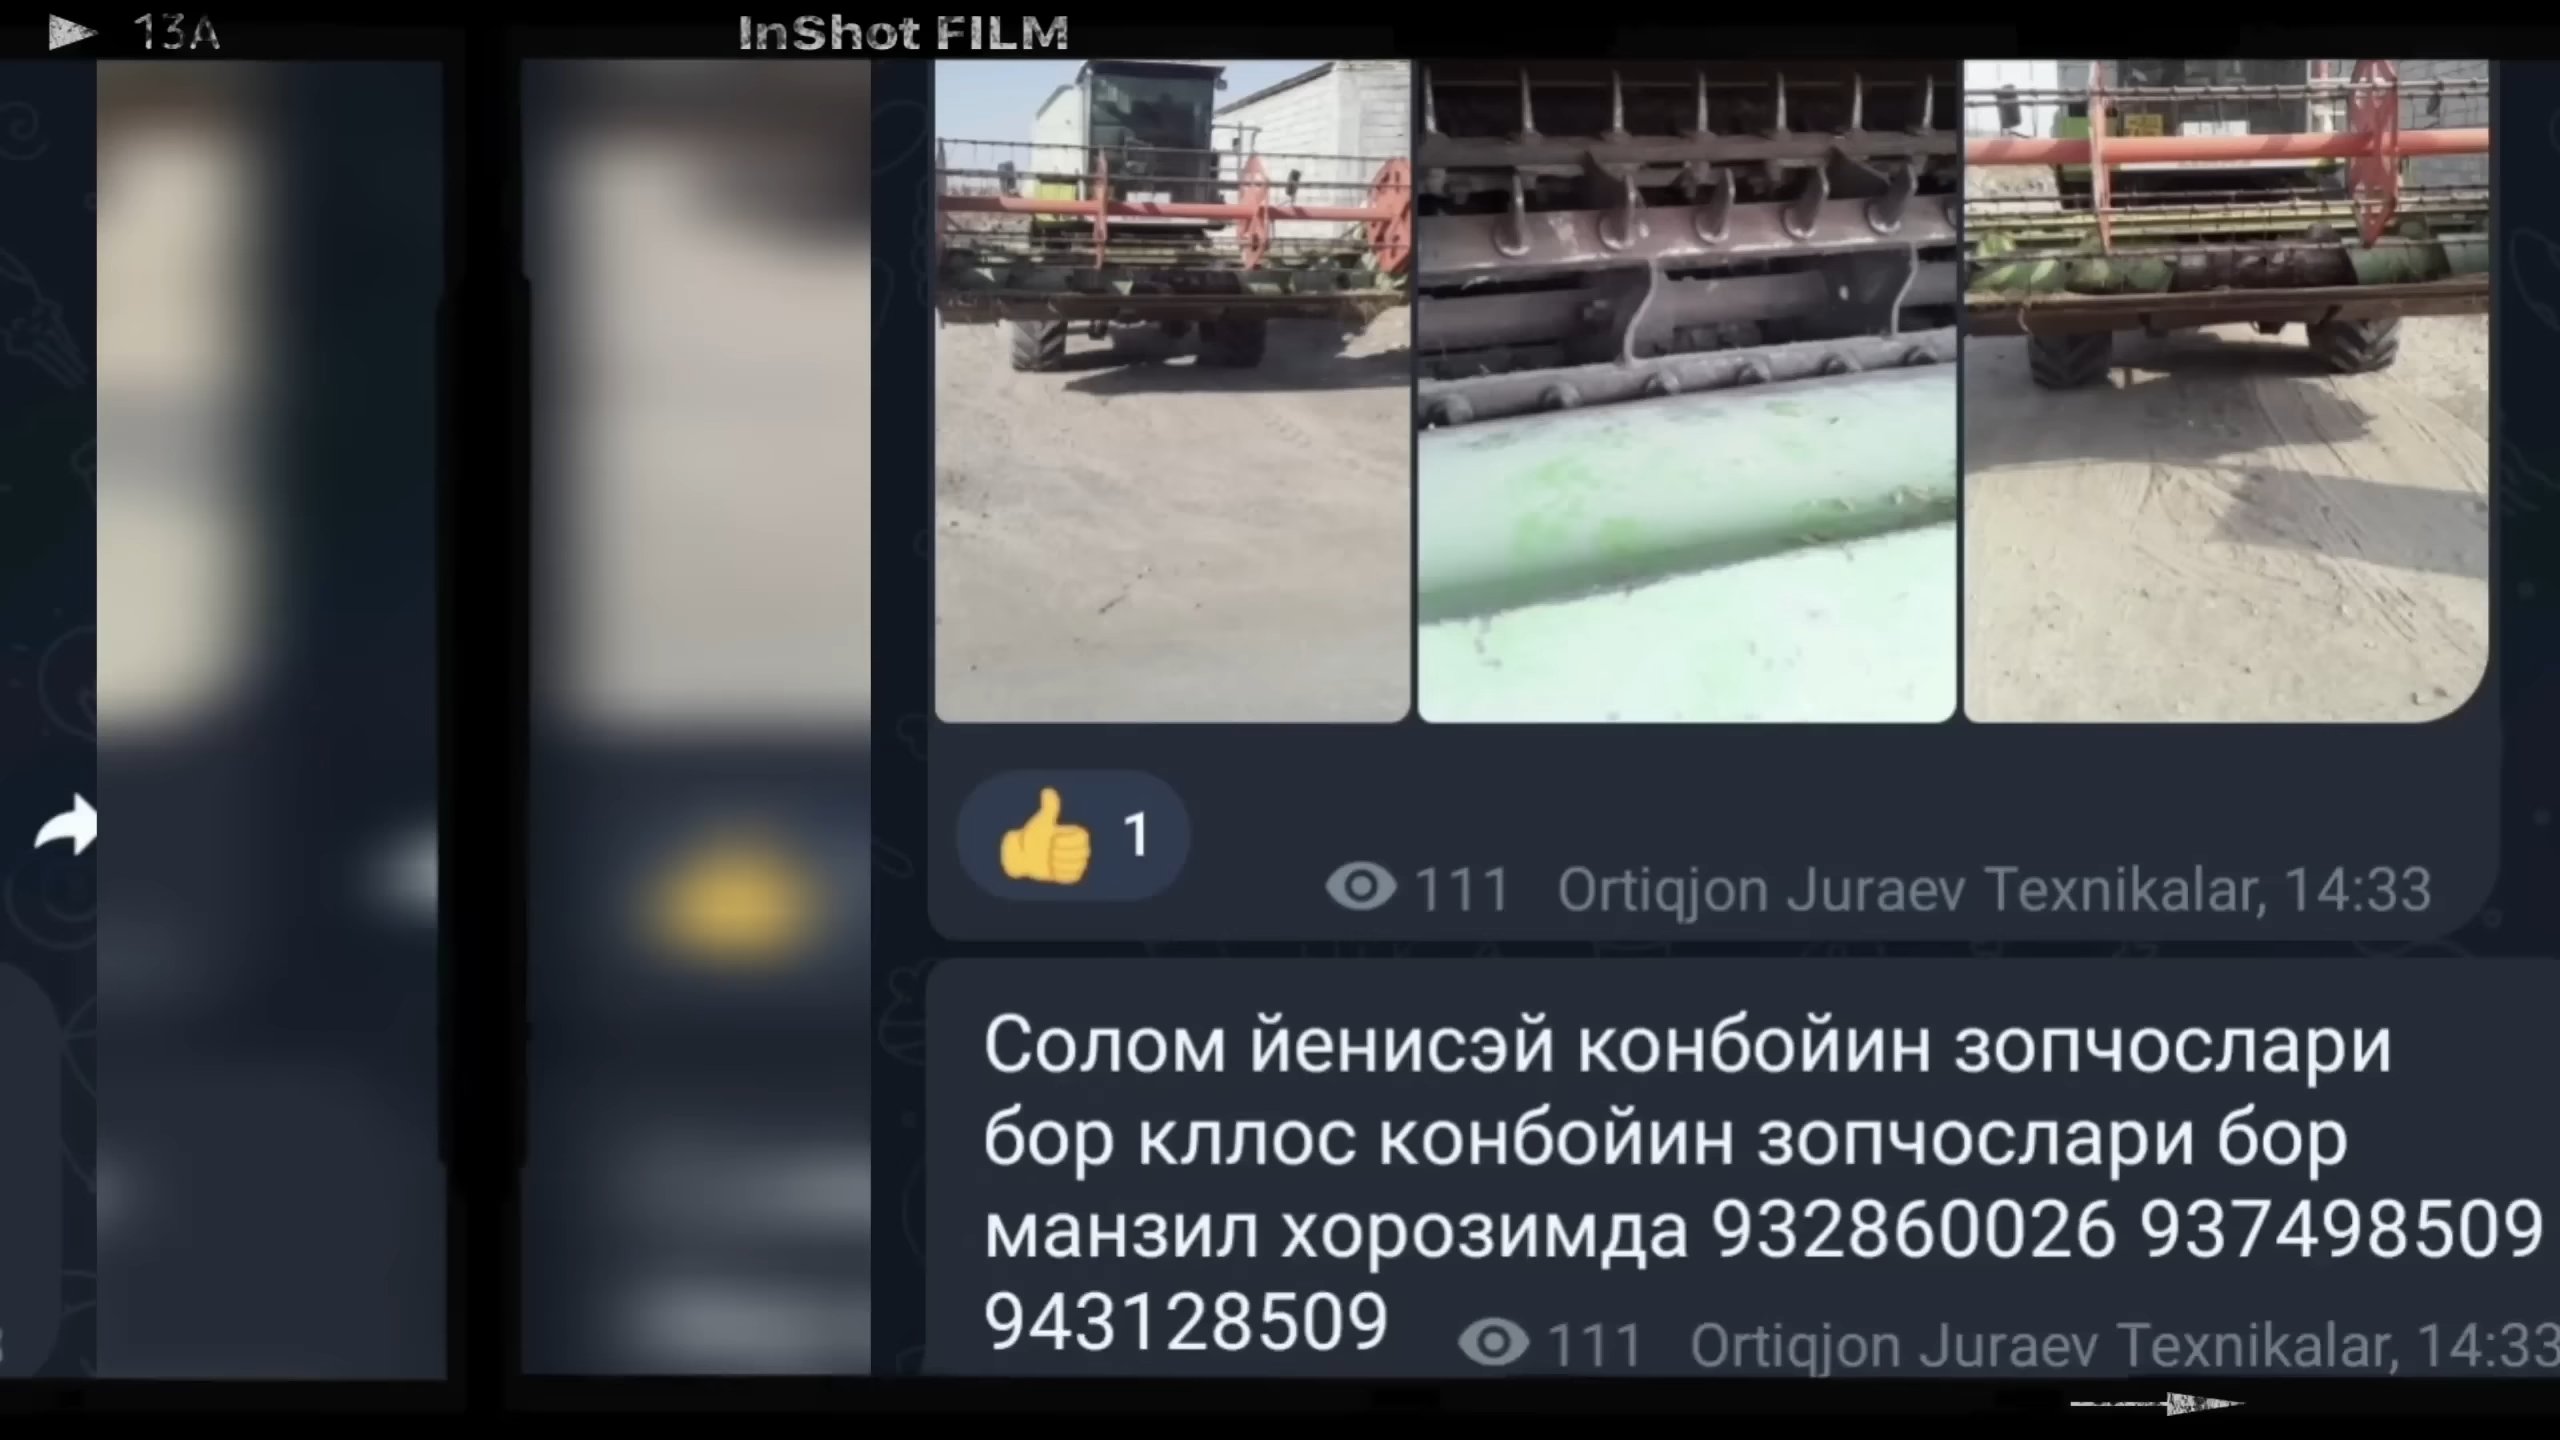 13A InShot FILM
1
111 Ortiqjon Juraev Texnikalar, 14:33
Солом йенисэй конбойин зопчослари
бор кллос конбойин зопчослари бор
манзил хорозимда 932860026 937498509
943128509
111 Ortiqjon Juraev Texnikalar, 14:33